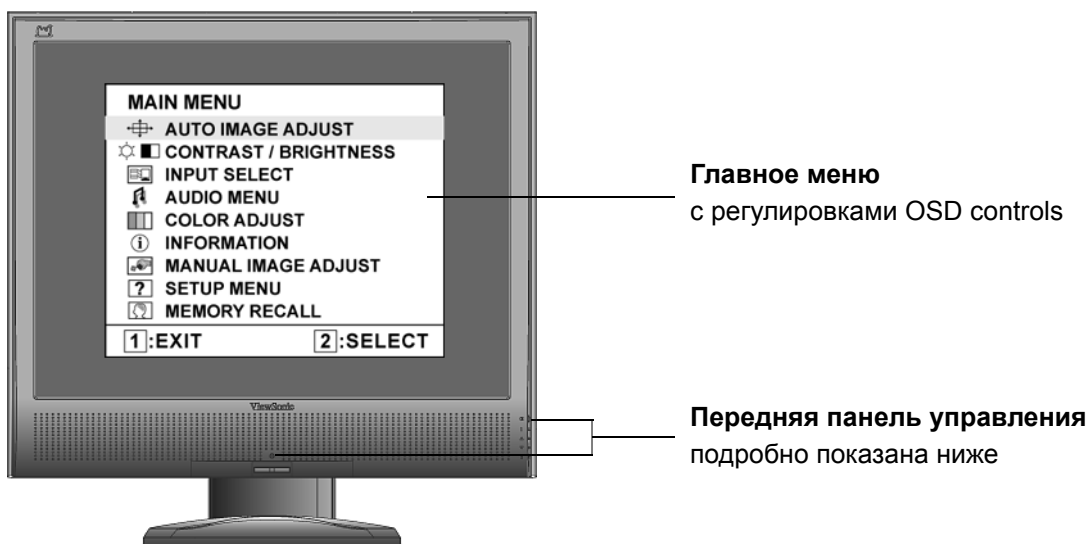 MAIN MENU
AUTO IMAGE ADJUST
CONTRAST / BRIGHTNESS
INPUT SELECT
AUDIO MENU
COLOR ADJUST
INFORMATION
MANUAL IMAGE ADJUST
SETUP MENU
MEMORY RECALL
1:EXIT 2:SELECT
ViewSonic
Главное меню
с регулировками OSD controls
Передняя панель управления
подробно показана ниже